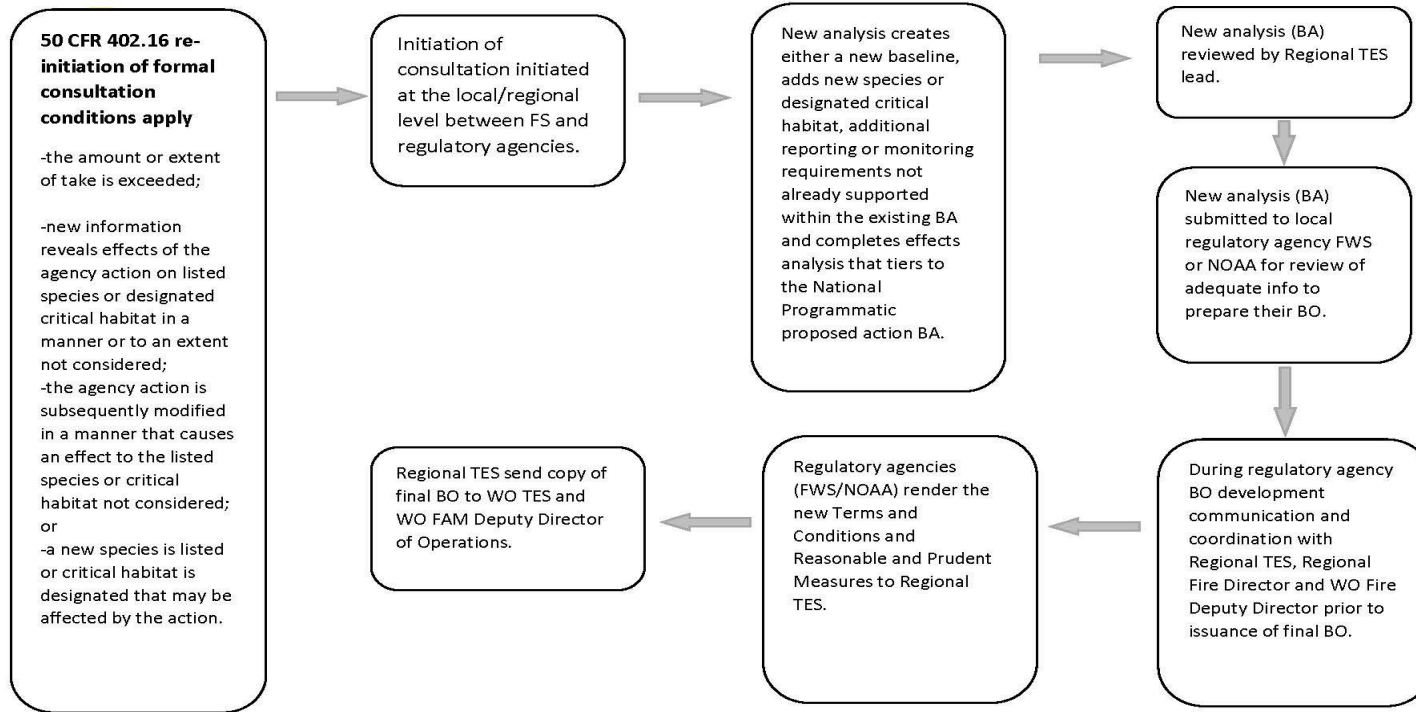 50 CFR 402.16 re-
initiation of formal
consultation
conditions apply
-the amount or extent
of take is exceeded;
-new information
reveals effects of the
agency action on listed
species or designated
critical habitat in a
manner or to an extent
not considered;
-the agency action is
subsequently modified
in a manner that causes
an effect to the listed
species or critical
habitat not considered;
or
-a new species is listed
or critical habitat is
designated that may be
affected by the action.
Initiation of
consultation initiated
at the local/regional
level between FS and
regulatory agencies.
New analysis creates
either a new baseline,
adds new species or
designated critical
habitat, additional
reporting or monitoring
requirements not
already supported
within the existing BA
and completes effects
analysis that tiers to
the National
Programmatic
proposed action BA.
New analysis (BA)
reviewed by Regional TES
lead.
New analysis (BA)
submitted to local
regulatory agency FWS
or NOAA for review of
adequate info to
prepare their BO.
During regulatory agency
BO development
communication and
coordination with
Regional TES, Regional
Fire Director and WO Fire
Deputy Director prior to
issuance of final BO.
Regulatory agencies
(FWS/NOAA) render the
new Terms and
Conditions and
Reasonable and Prudent
Measures to Regional
TES.
Regional TES send copy of
final BO to WO TES and
WO FAM Deputy Director
of Operations.